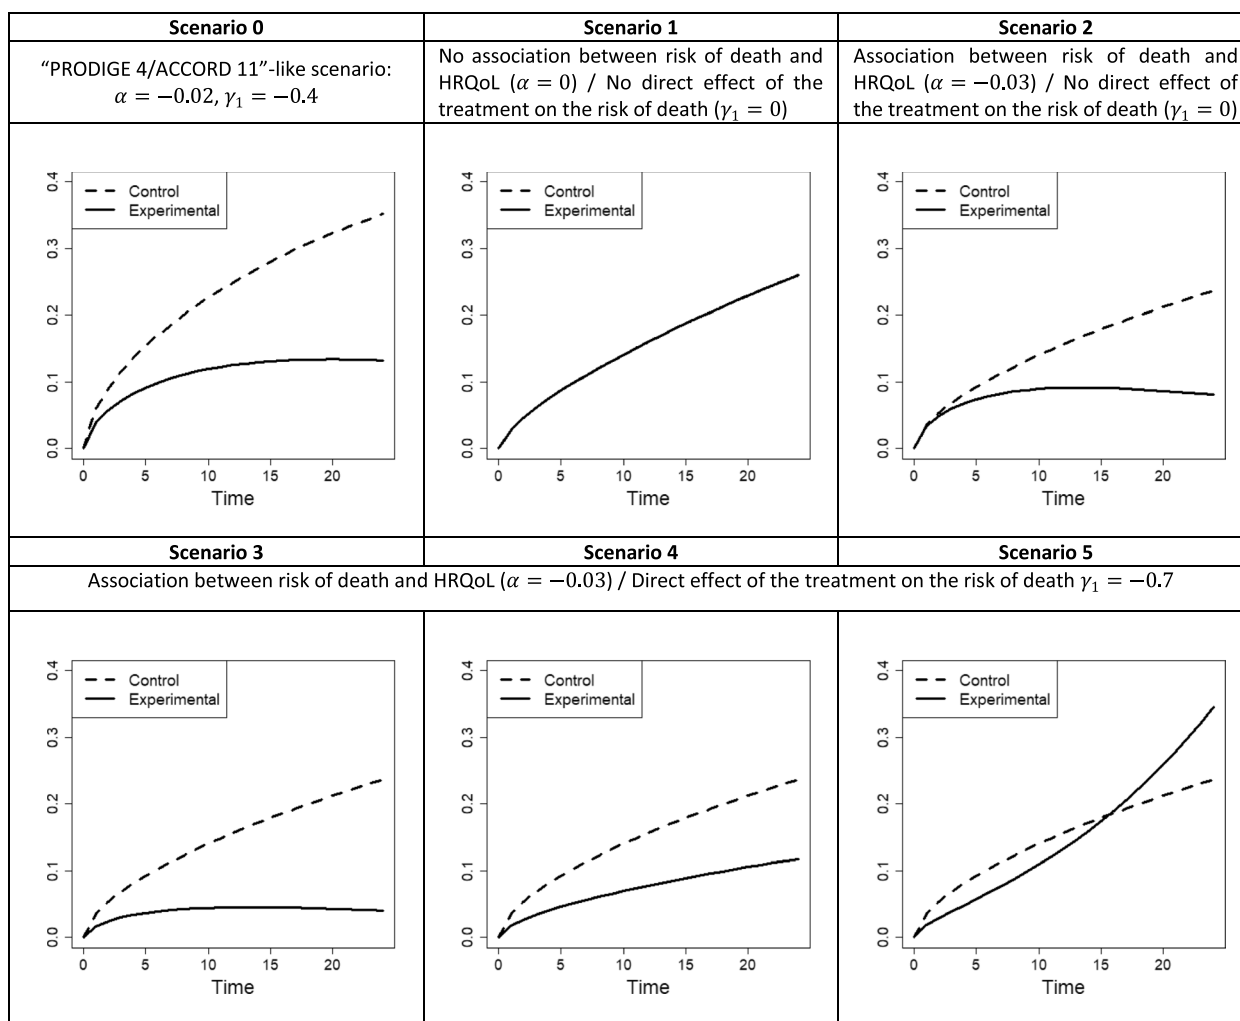 Scenario 0
Scenario 1
Scenario 2
“PRODIGE 4/ACCORD 11”-like scenario:
α = −0.02, γ₁ = −0.4
No association between risk of death and
HRQoL (α = 0) / No direct effect of the
treatment on the risk of death (γ₁ = 0)
Association between risk of death and
HRQoL (α = −0.03) / No direct effect of
the treatment on the risk of death (γ₁ = 0)
Control
Experimental
0.4
0.3
0.2
0.1
0.0
0 5 10 15 20
Time
Control
Experimental
0.4
0.3
0.2
0.1
0.0
0 5 10 15 20
Time
Control
Experimental
0.4
0.3
0.2
0.1
0.0
0 5 10 15 20
Time
Scenario 3
Scenario 4
Scenario 5
Association between risk of death and HRQoL (α = −0.03) / Direct effect of the treatment on the risk of death γ₁ = −0.7
Control
Experimental
0.4
0.3
0.2
0.1
0.0
0 5 10 15 20
Time
Control
Experimental
0.4
0.3
0.2
0.1
0.0
0 5 10 15 20
Time
Control
Experimental
0.4
0.3
0.2
0.1
0.0
0 5 10 15 20
Time